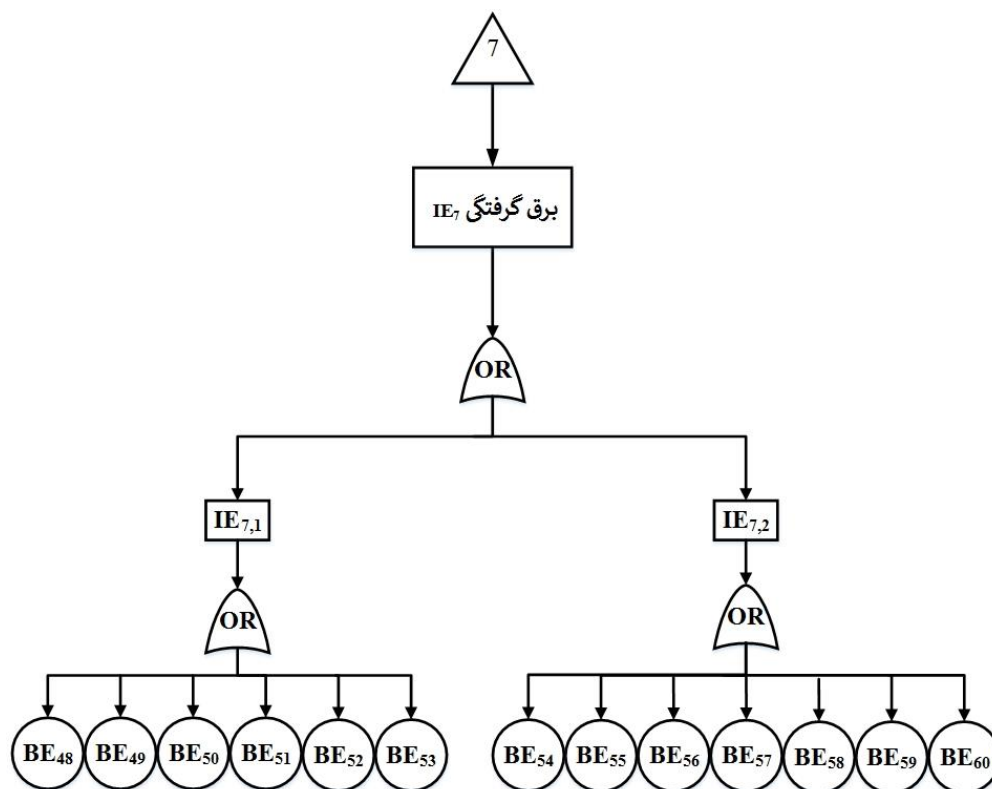 7
برق گرفتگی IE₇
OR
IE₇,₁
IE₇,₂
OR
OR
BE₄₈ BE₄₉ BE₅₀ BE₅₁ BE₅₂ BE₅₃ BE₅₄ BE₅₅ BE₅₆ BE₅₇ BE₅₈ BE₅₉ BE₆₀